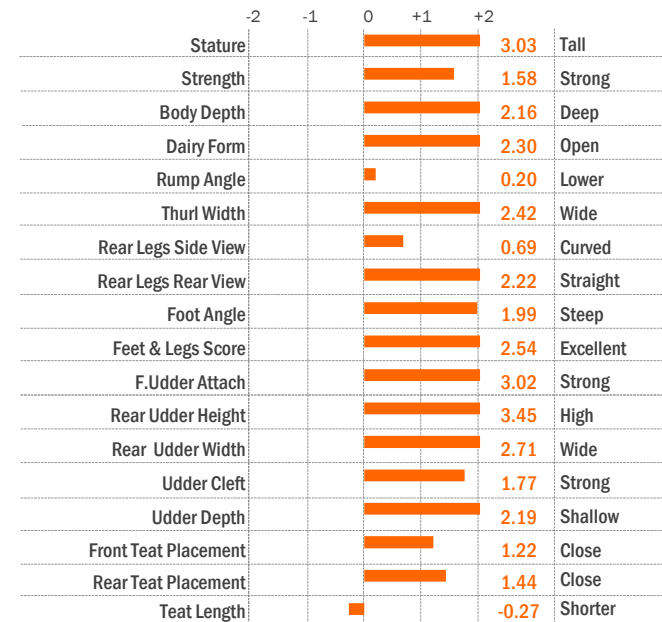 -2 -1 0 +1 +2
Stature 3.03 Tall
Strength 1.58 Strong
Body Depth 2.16 Deep
Dairy Form 2.30 Open
Rump Angle 0.20 Lower
Thurl Width 2.42 Wide
Rear Legs Side View 0.69 Curved
Rear Legs Rear View 2.22 Straight
Foot Angle 1.99 Steep
Feet & Legs Score 2.54 Excellent
F.Udder Attach 3.02 Strong
Rear Udder Height 3.45 High
Rear Udder Width 2.71 Wide
Udder Cleft 1.77 Strong
Udder Depth 2.19 Shallow
Front Teat Placement 1.22 Close
Rear Teat Placement 1.44 Close
Teat Length -0.27 Shorter